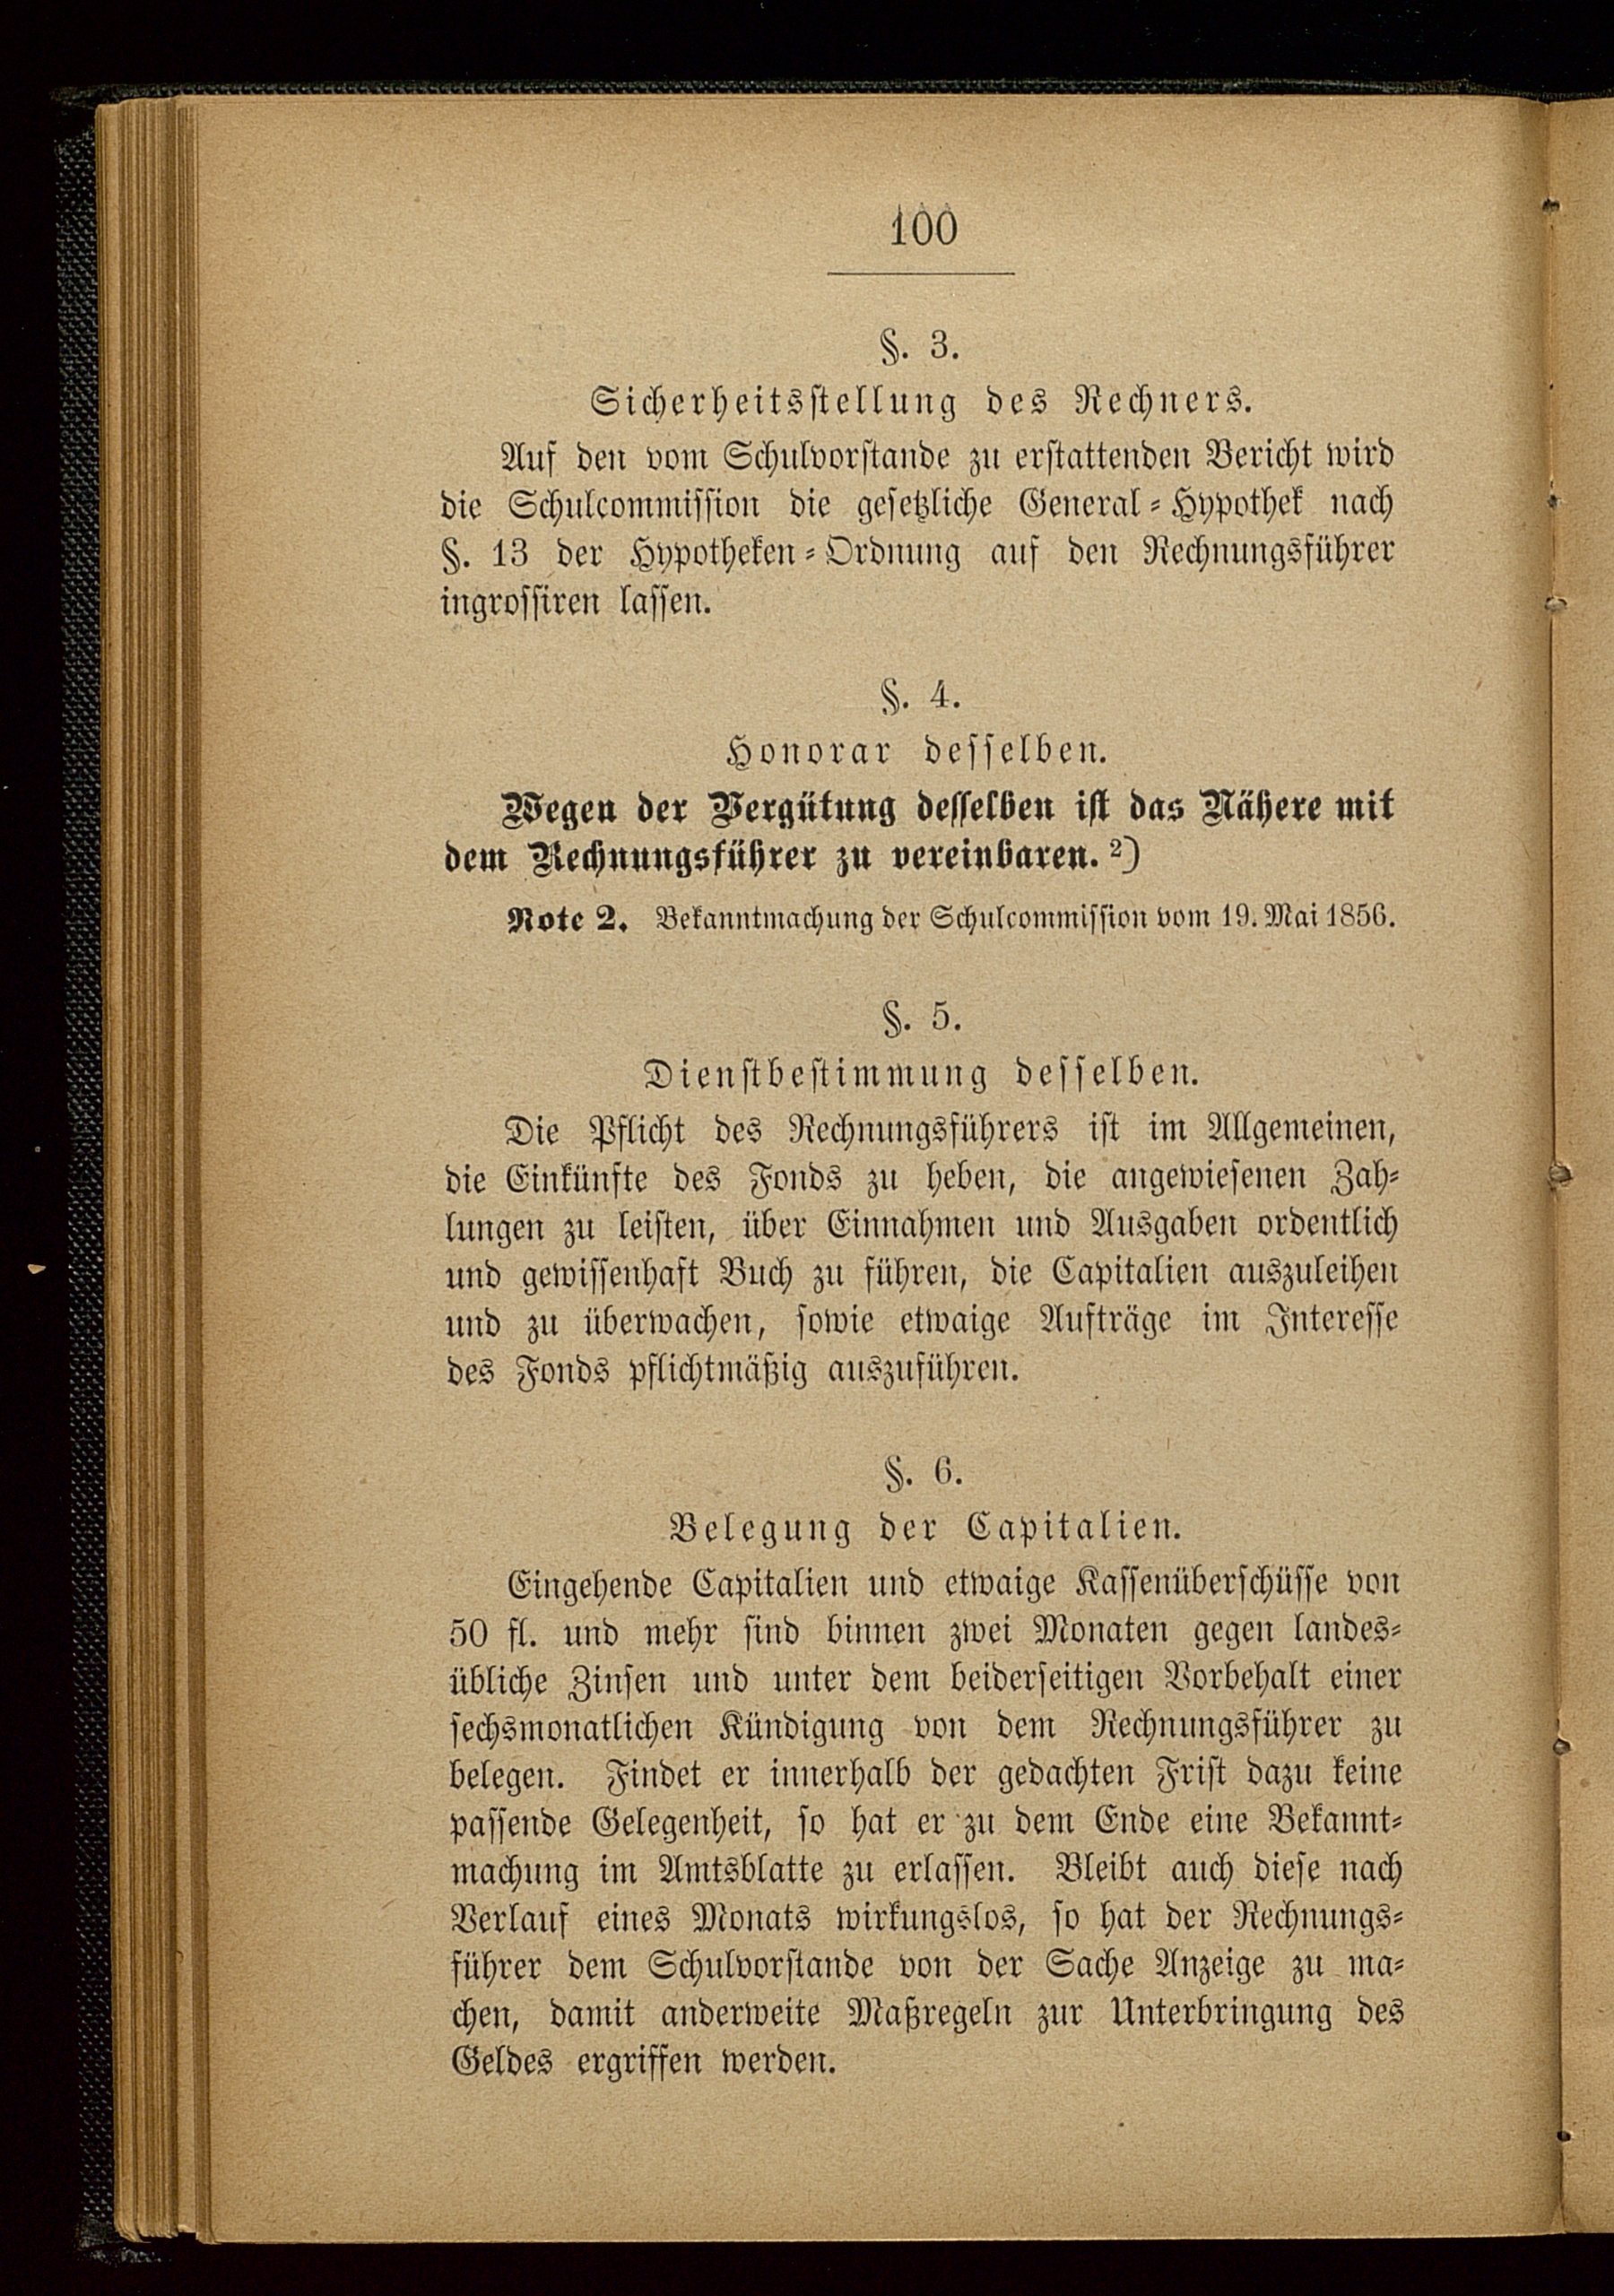 100
§. 3.
Sicherheitsstellung des Rechners.
Auf den vom Schulvorstande zu erstattenden Bericht wird
die Schulcommission die gesetzliche General-Hypothek nach
§. 13 der Hypotheken-Ordnung auf den Rechnungsführer
ingrossiren lassen.
§. 4.
Honorar desselben.
Wegen der Vergütung desselben ist das Nähere mit
dem Rechnungsführer zu vereinbaren. ²)
Note 2. Bekanntmachung der Schulcommission vom 19. Mai 1856.
§. 5.
Dienstbestimmung desselben.
Die Pflicht des Rechnungsführers ist im Allgemeinen,
die Einkünfte des Fonds zu heben, die angewiesenen Zah-
lungen zu leisten, über Einnahmen und Ausgaben ordentlich
und gewissenhaft Buch zu führen, die Capitalien auszuleihen
und zu überwachen, sowie etwaige Aufträge im Interesse
des Fonds pflichtmäßig auszuführen.
§. 6.
Belegung der Capitalien.
Eingehende Capitalien und etwaige Kassenüberschüsse von
50 fl. und mehr sind binnen zwei Monaten gegen landes-
übliche Zinsen und unter dem beiderseitigen Vorbehalt einer
sechsmonatlichen Kündigung von dem Rechnungsführer zu
belegen. Findet er innerhalb der gedachten Frist dazu keine
passende Gelegenheit, so hat er zu dem Ende eine Bekannt-
machung im Amtsblatte zu erlassen. Bleibt auch diese nach
Verlauf eines Monats wirkungslos, so hat der Rechnungs-
führer dem Schulvorstande von der Sache Anzeige zu ma-
chen, damit anderweite Maßregeln zur Unterbringung des
Geldes ergriffen werden.